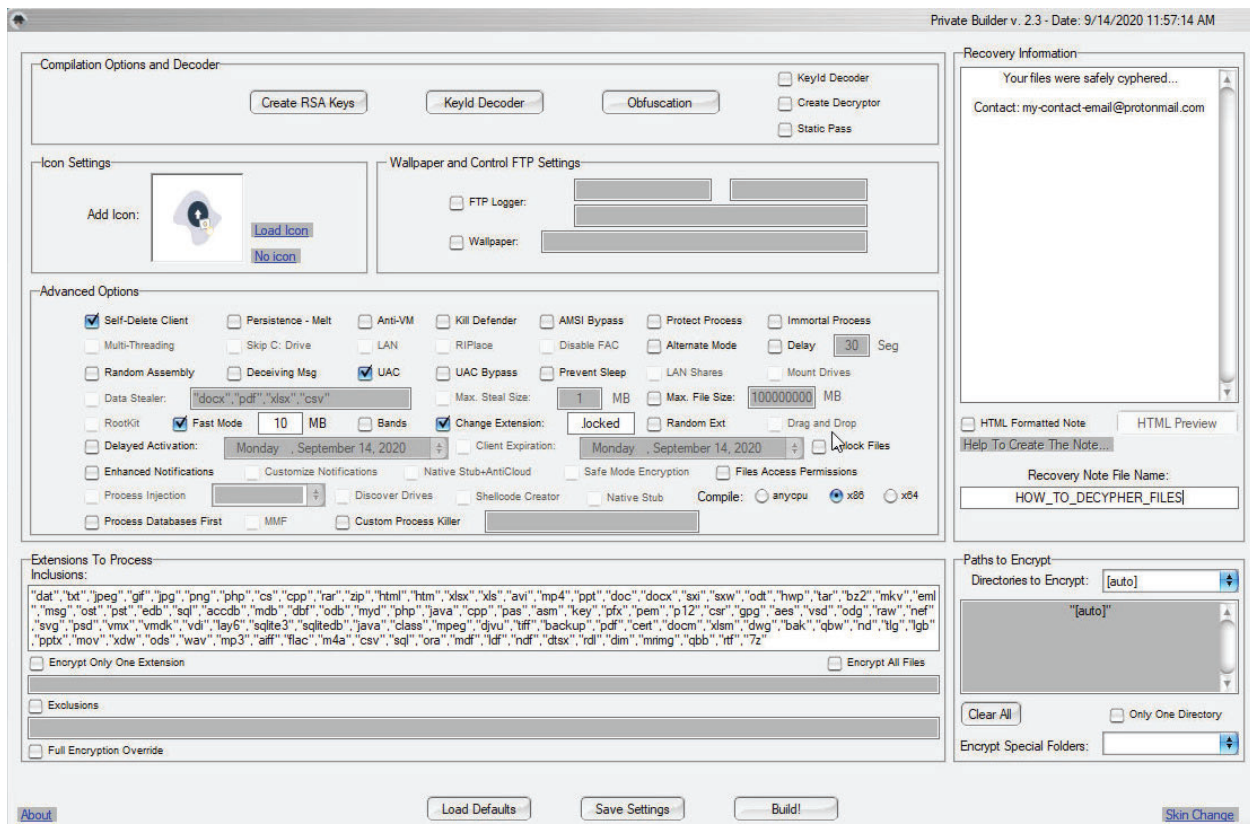 Private Builder v. 2.3 - Date: 9/14/2020 11:57:14 AM
Compilation Options and Decoder
Create RSA Keys
KeyId Decoder
Obfuscation
KeyId Decoder
Create Decryptor
Static Pass
Icon Settings
Add Icon:
Load Icon
No icon
Wallpaper and Control FTP Settings
FTP Logger:
Wallpaper:
Advanced Options
Self-Delete Client Persistence - Melt Anti-VM Kill Defender AMSI Bypass Protect Process Immortal Process
Multi-Threading Skip C: Drive LAN RIPlace Disable FAC Alternate Mode Delay 30 Seg
Random Assembly Deceiving Msg UAC UAC Bypass Prevent Sleep LAN Shares Mount Drives
Data Stealer: "docx","pdf","xlsx","csv" Max. Steal Size: 1 MB Max. File Size: 100000000 MB
RootKit Fast Mode 10 MB Bands Change Extension: .locked Random Ext Drag and Drop
Delayed Activation: Monday , September 14, 2020 Client Expiration: Monday , September 14, 2020 Files
Enhanced Notifications Customize Notifications Native Stub+AntiCloud Safe Mode Encryption Files Access Permissions
Process Injection Discover Drives Shellcode Creator Native Stub Compile: anycpu x86 x64
Process Databases First MMF Custom Process Killer
Extensions To Process
Inclusions:
"dat","txt","jpeg","gif","jpg","png","php","cs","cpp","rar","zip","html","htm","xlsx","xls","avi","mp4","ppt","doc","docx","sxi","sxw","odt","hwp","tar","bz2","mkv","eml
","msg","ost","pst","edb","sql","accdb","mdb","dbf","odb","myd","php","java","cpp","pas","asm","key","pfx","pem","p12","csr","gpg","aes","vsd","odg","raw","nef
","svg","psd","vmx","vmdk","vdi","lay6","sqlite3","sqlitedb","java","class","mpeg","djvu","tiff","backup","pdf","cert","docm","xlsm","dwg","bak","qbw","nd","tlg","lgb
","pptx","mov","xdw","ods","wav","mp3","aiff","flac","m4a","csv","sql","ora","mdf","ldf","ndf","dtsx","rdl","dim","mrimg","qbb","rtf","7z"
Encrypt Only One Extension
Encrypt All Files
Exclusions
Full Encryption Override
Recovery Information
Your files were safely cyphered...
Contact: my-contact-email@protonmail.com
HTML Formatted Note
HTML Preview
Help To Create The Note...
Recovery Note File Name:
HOW_TO_DECYPHER_FILES
Paths to Encrypt
Directories to Encrypt: [auto]
"[auto]"
Clear All
Only One Directory
Encrypt Special Folders:
About
Load Defaults
Save Settings
Build!
Skin Change